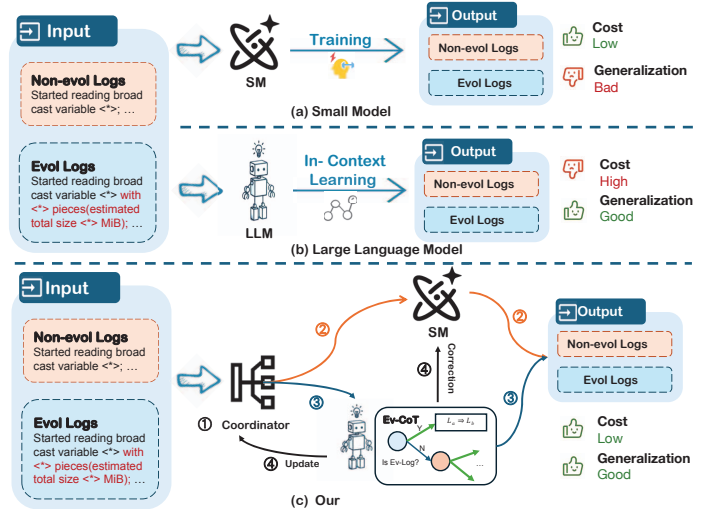 Input
Non-evol Logs
Started reading broad
cast variable <*>; …
Evol Logs
Started reading broad
cast variable <*> with
<*> pieces(estimated
total size <*> MiB); …
SM
Training
Output
Non-evol Logs
Evol Logs
Cost
Low
Generalization
Bad
(a) Small Model
LLM
In- Context
Learning
Output
Non-evol Logs
Evol Logs
Cost
High
Generalization
Good
(b) Large Language Model
Input
Non-evol Logs
Started reading broad
cast variable <*>; …
Evol Logs
Started reading broad
cast variable <*> with
<*> pieces(estimated
total size <*> MiB); …
① Coordinator
②
③
④ Update
SM
④ Correction
Ev-CoT
Y
L_a ⇒ L_b
N
Is Ev-Log?
...
②
③
Output
Non-evol Logs
Evol Logs
Cost
Low
Generalization
Good
(c) Our